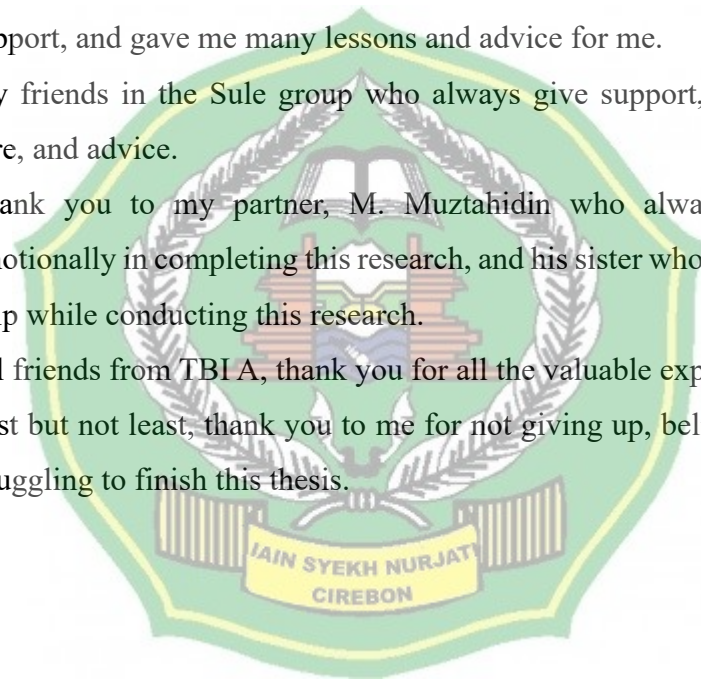 pport, and gave me many lessons and advice for me.
y friends in the Sule group who always give support,
re, and advice.
ank you to my partner, M. Muztahidin who alwa
notionally in completing this research, and his sister who
lp while conducting this research.
l friends from TBI A, thank you for all the valuable exp
st but not least, thank you to me for not giving up, bel
uggling to finish this thesis.
IAIN SYEKH NURJATI
CIREBON